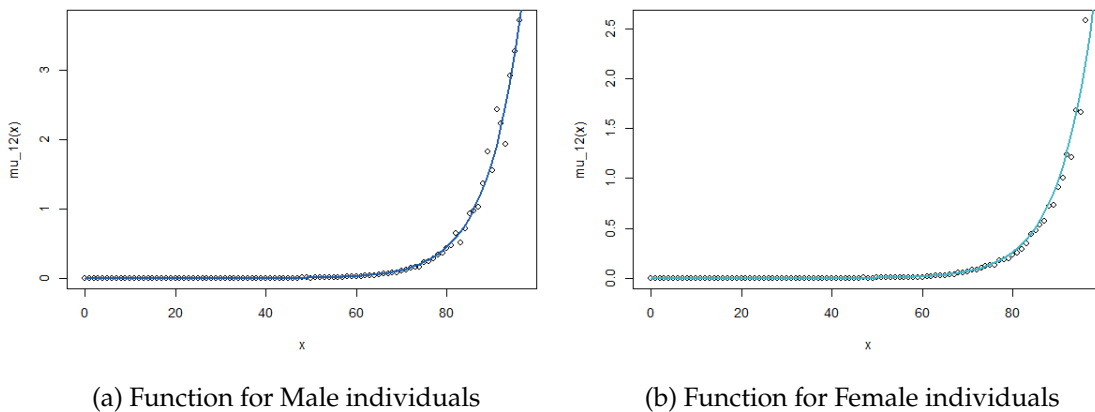 3
2
1
0
mu_12(x)
0 20 40 60 80
x
(a) Function for Male individuals
2.5
2.0
1.5
1.0
0.5
0.0
mu_12(x)
0 20 40 60 80
x
(b) Function for Female individuals